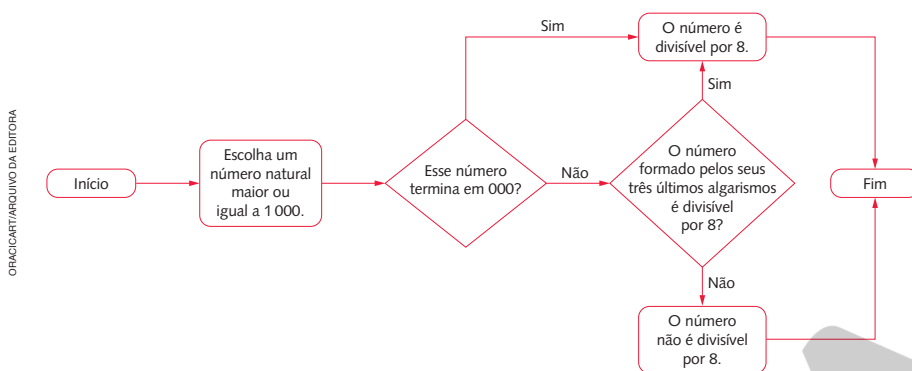 ORACICART/ARQUIVO DA EDITORA
Início
Escolha um
número natural
maior ou
igual a 1 000.
Esse número
termina em 000?
Sim
Não
O número
formado pelos seus
três últimos algarismos
é divisível
por 8?
Sim
O número é
divisível por 8.
Não
O número
não é divisível
por 8.
Fim